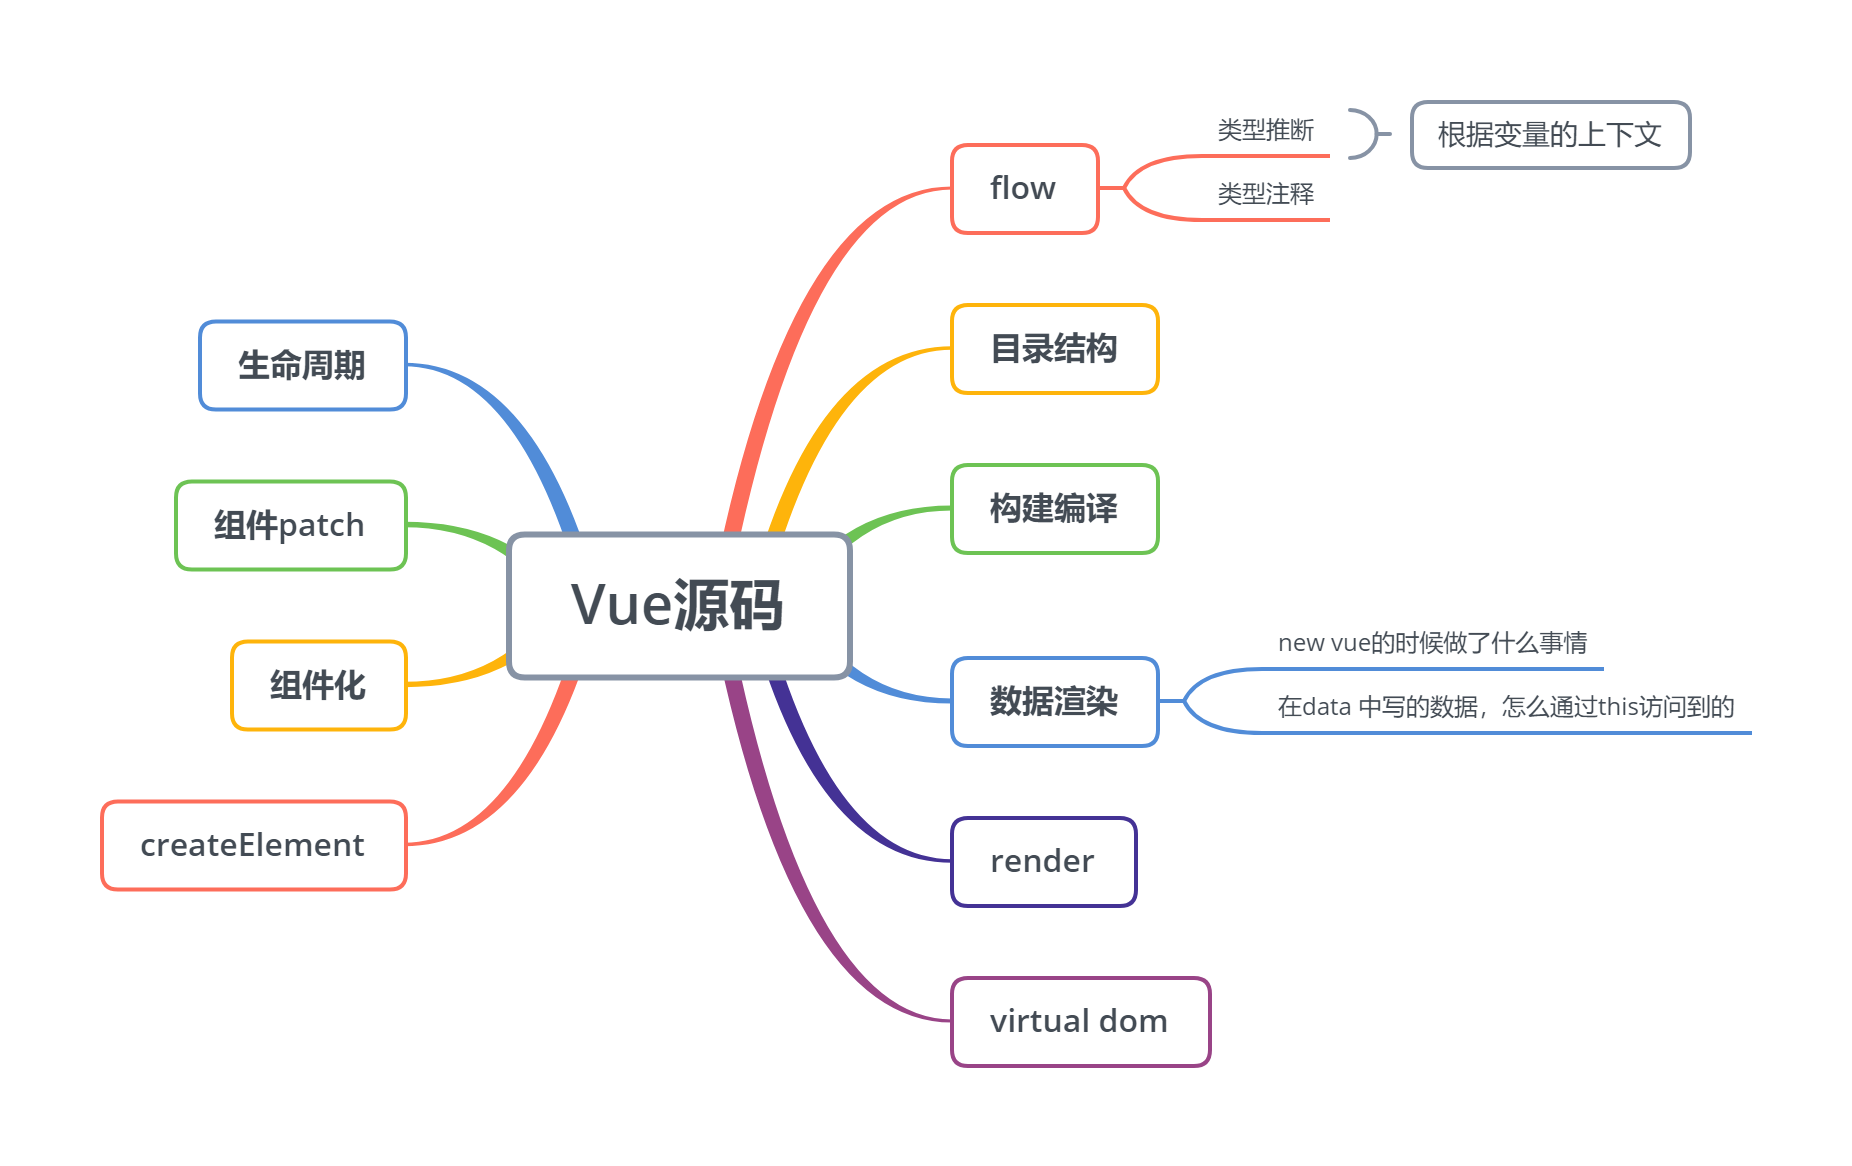 Vue源码
flow
类型推断
根据变量的上下文
类型注释
目录结构
构建编译
数据渲染
new vue的时候做了什么事情
在data 中写的数据，怎么通过this访问到的
render
virtual dom
生命周期
组件patch
组件化
createElement